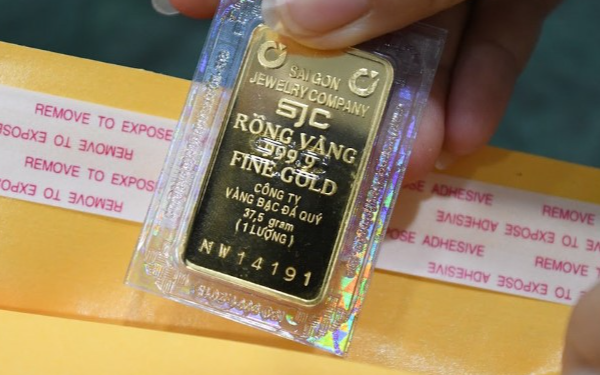 SAIGON
JEWELRY COMPANY
SJC
RỒNG VÀNG
999.9
FINE GOLD
CÔNG TY
VÀNG BẠC ĐÁ QUÝ
37,5 gram
(1 LƯỢNG)
NW14191
REMOVE TO EXPOSE
REMOVE TO EXPOSE
REMOVE TO EXPOS
REMOVE TO EXPOS
E ADHESIVE REMOVE TO
EXPOSE ADHESIVE
OSE ADHESIVE REMOVE TO
TO EXPOSE ADHESIVE